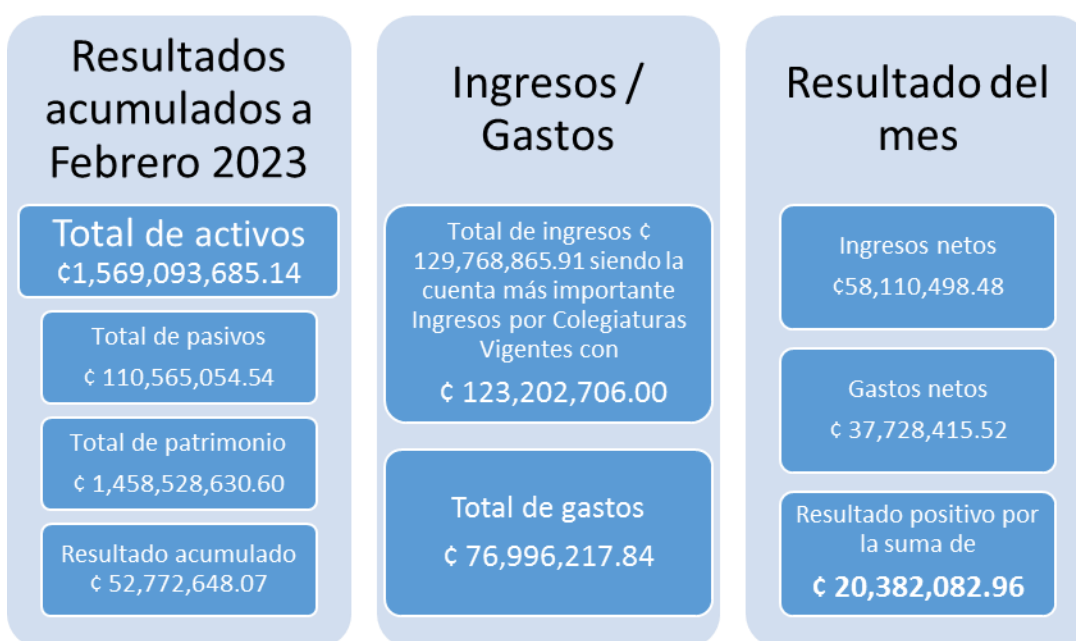 Resultados
acumulados a
Febrero 2023
Total de activos
¢1,569,093,685.14
Total de pasivos
¢ 110,565,054.54
Total de patrimonio
¢ 1,458,528,630.60
Resultado acumulado
¢ 52,772,648.07
Ingresos /
Gastos
Total de ingresos ¢
129,768,865.91 siendo la
cuenta más importante
Ingresos por Colegiaturas
Vigentes con
¢ 123,202,706.00
Total de gastos
¢ 76,996,217.84
Resultado del
mes
Ingresos netos
¢58,110,498.48
Gastos netos
¢ 37,728,415.52
Resultado positivo por
la suma de
¢ 20,382,082.96